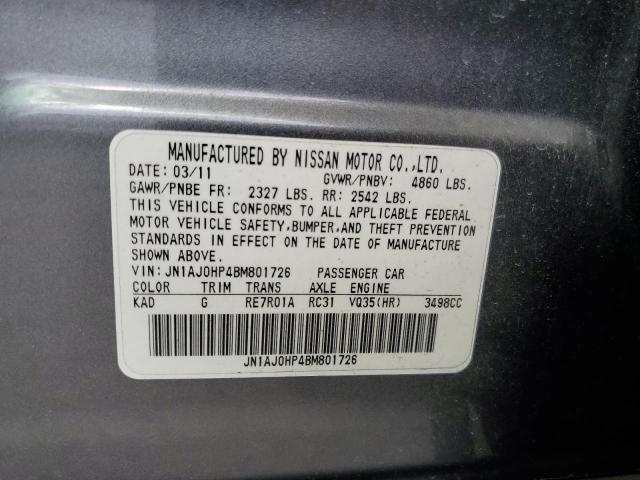 MANUFACTURED BY NISSAN MOTOR CO.,LTD.
DATE: 03/11 GVWR/PNBV: 4860 LBS.
GAWR/PNBE FR: 2327 LBS. RR: 2542 LBS.
THIS VEHICLE CONFORMS TO ALL APPLICABLE FEDERAL
MOTOR VEHICLE SAFETY, BUMPER, AND THEFT PREVENTION
STANDARDS IN EFFECT ON THE DATE OF MANUFACTURE
SHOWN ABOVE.
VIN: JN1AJ0HP4BM801726 PASSENGER CAR
COLOR TRIM TRANS AXLE ENGINE
KAD G RE7R01A RC31 VQ35(HR) 3498CC
JN1AJ0HP4BM801726